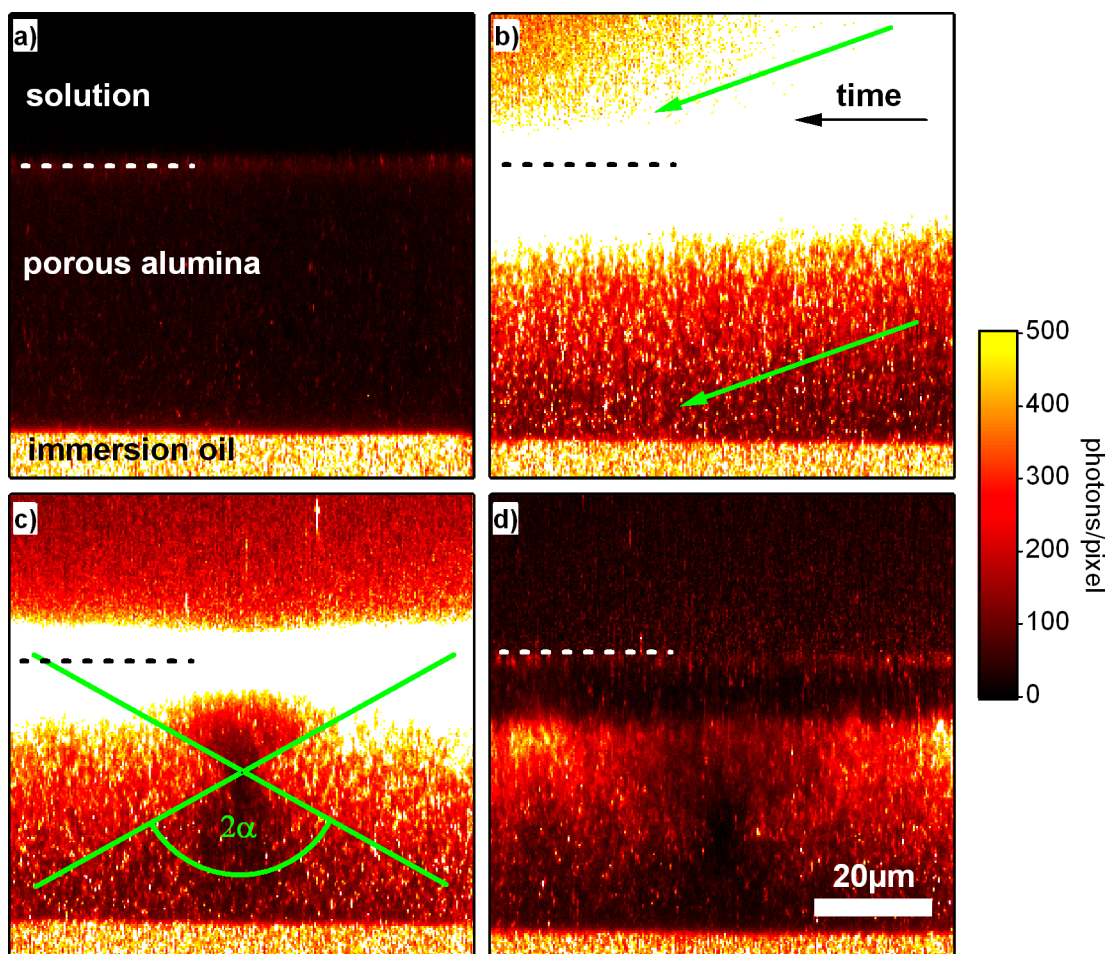 a)
solution
porous alumina
immersion oil
b)
time
c)
2α
d)
20µm
500
400
300
200
100
0
photons/pixel